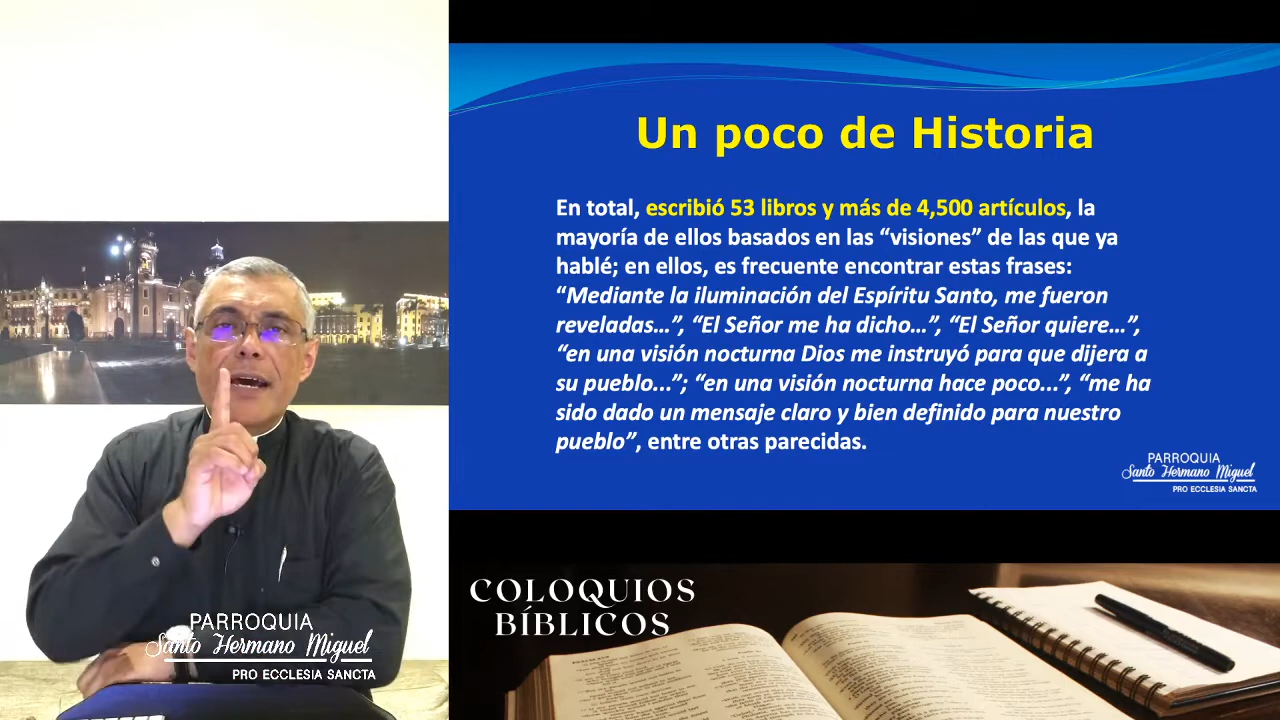 Un poco de Historia
En total, escribió 53 libros y más de 4,500 artículos, la
mayoría de ellos basados en las “visiones” de las que ya
hablé; en ellos, es frecuente encontrar estas frases:
“Mediante la iluminación del Espíritu Santo, me fueron
reveladas…”, “El Señor me ha dicho…”, “El Señor quiere…”,
“en una visión nocturna Dios me instruyó para que dijera a
su pueblo...”; “en una visión nocturna hace poco...”, “me ha
sido dado un mensaje claro y bien definido para nuestro
pueblo”, entre otras parecidas.
PARROQUIA
Santo Hermano Miguel
PRO ECCLESIA SANCTA
COLOQUIOS
BÍBLICOS
PARROQUIA
Santo Hermano Miguel
PRO ECCLESIA SANCTA